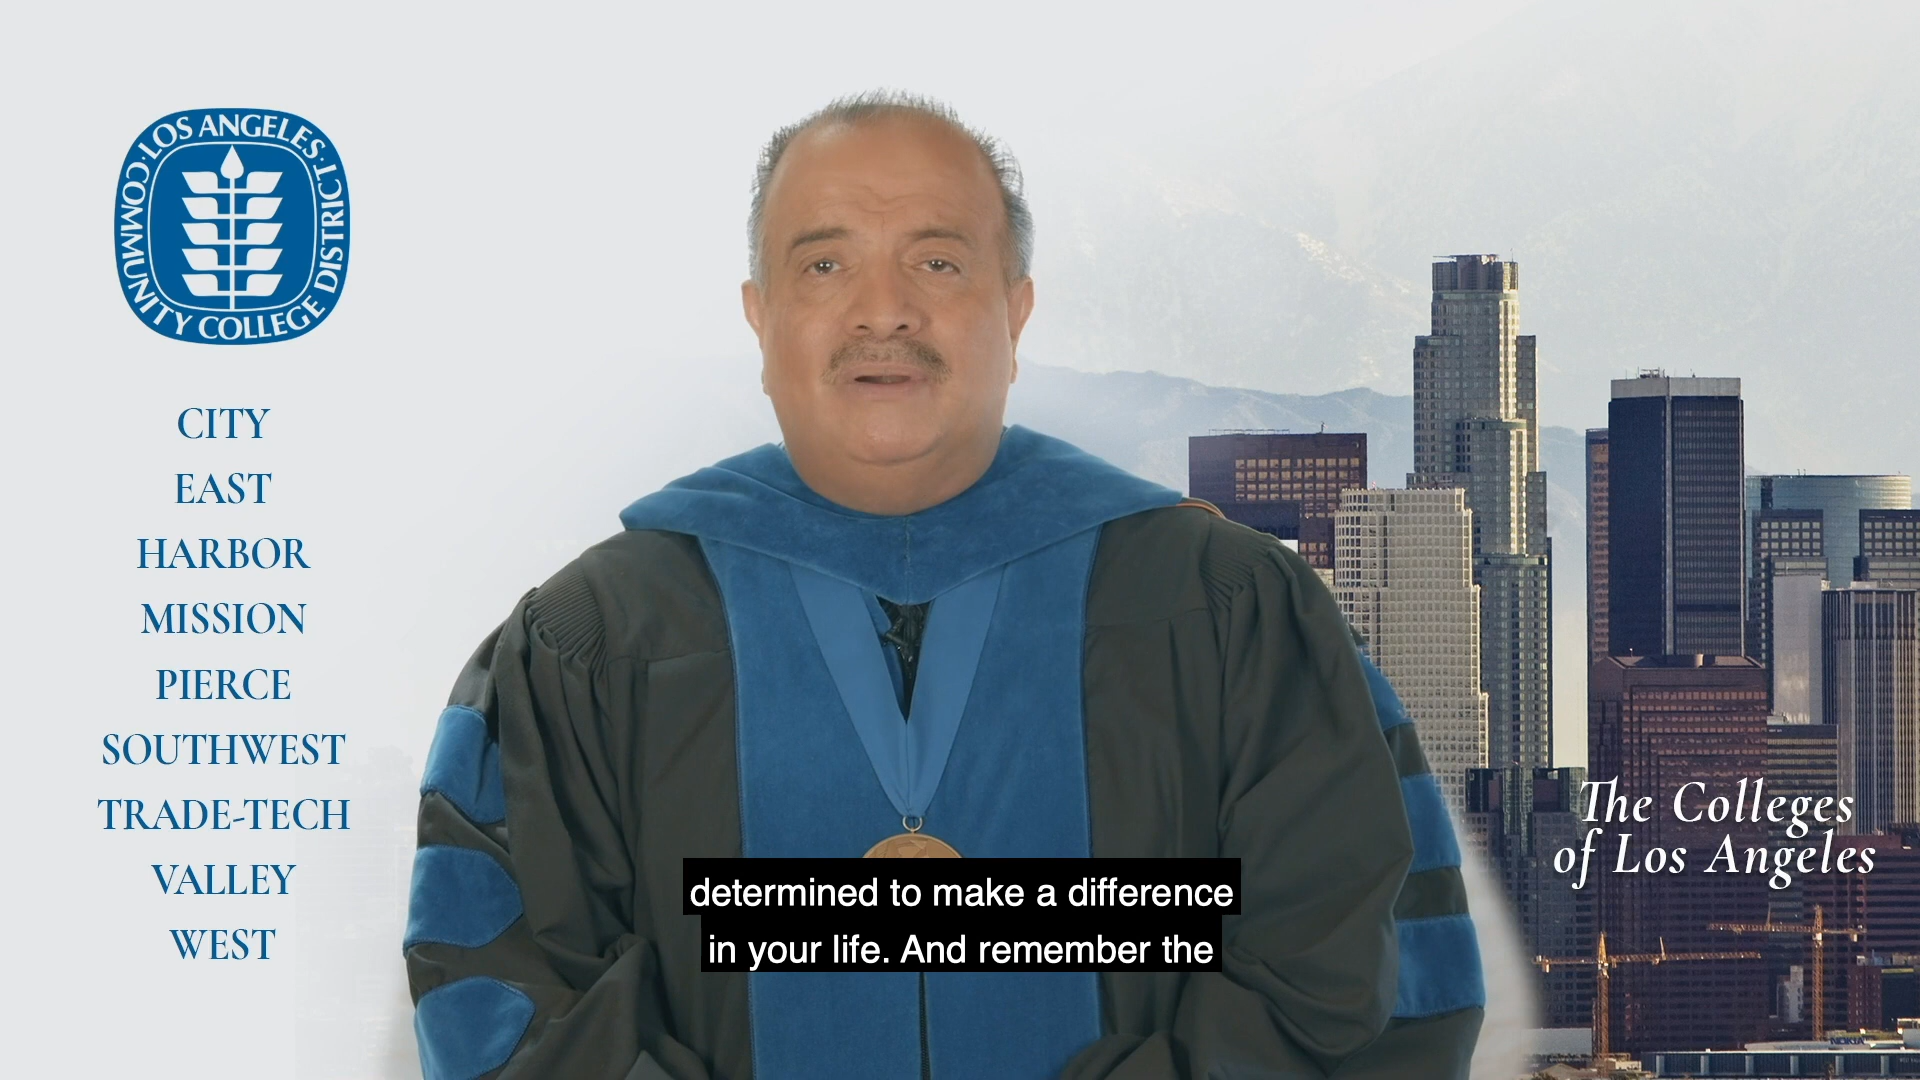 LOS ANGELES
COMMUNITY COLLEGE DISTRICT
CITY
EAST
HARBOR
MISSION
PIERCE
SOUTHWEST
TRADE-TECH
VALLEY
WEST
The Colleges
of Los Angeles
determined to make a difference
in your life. And remember the
NOKIA